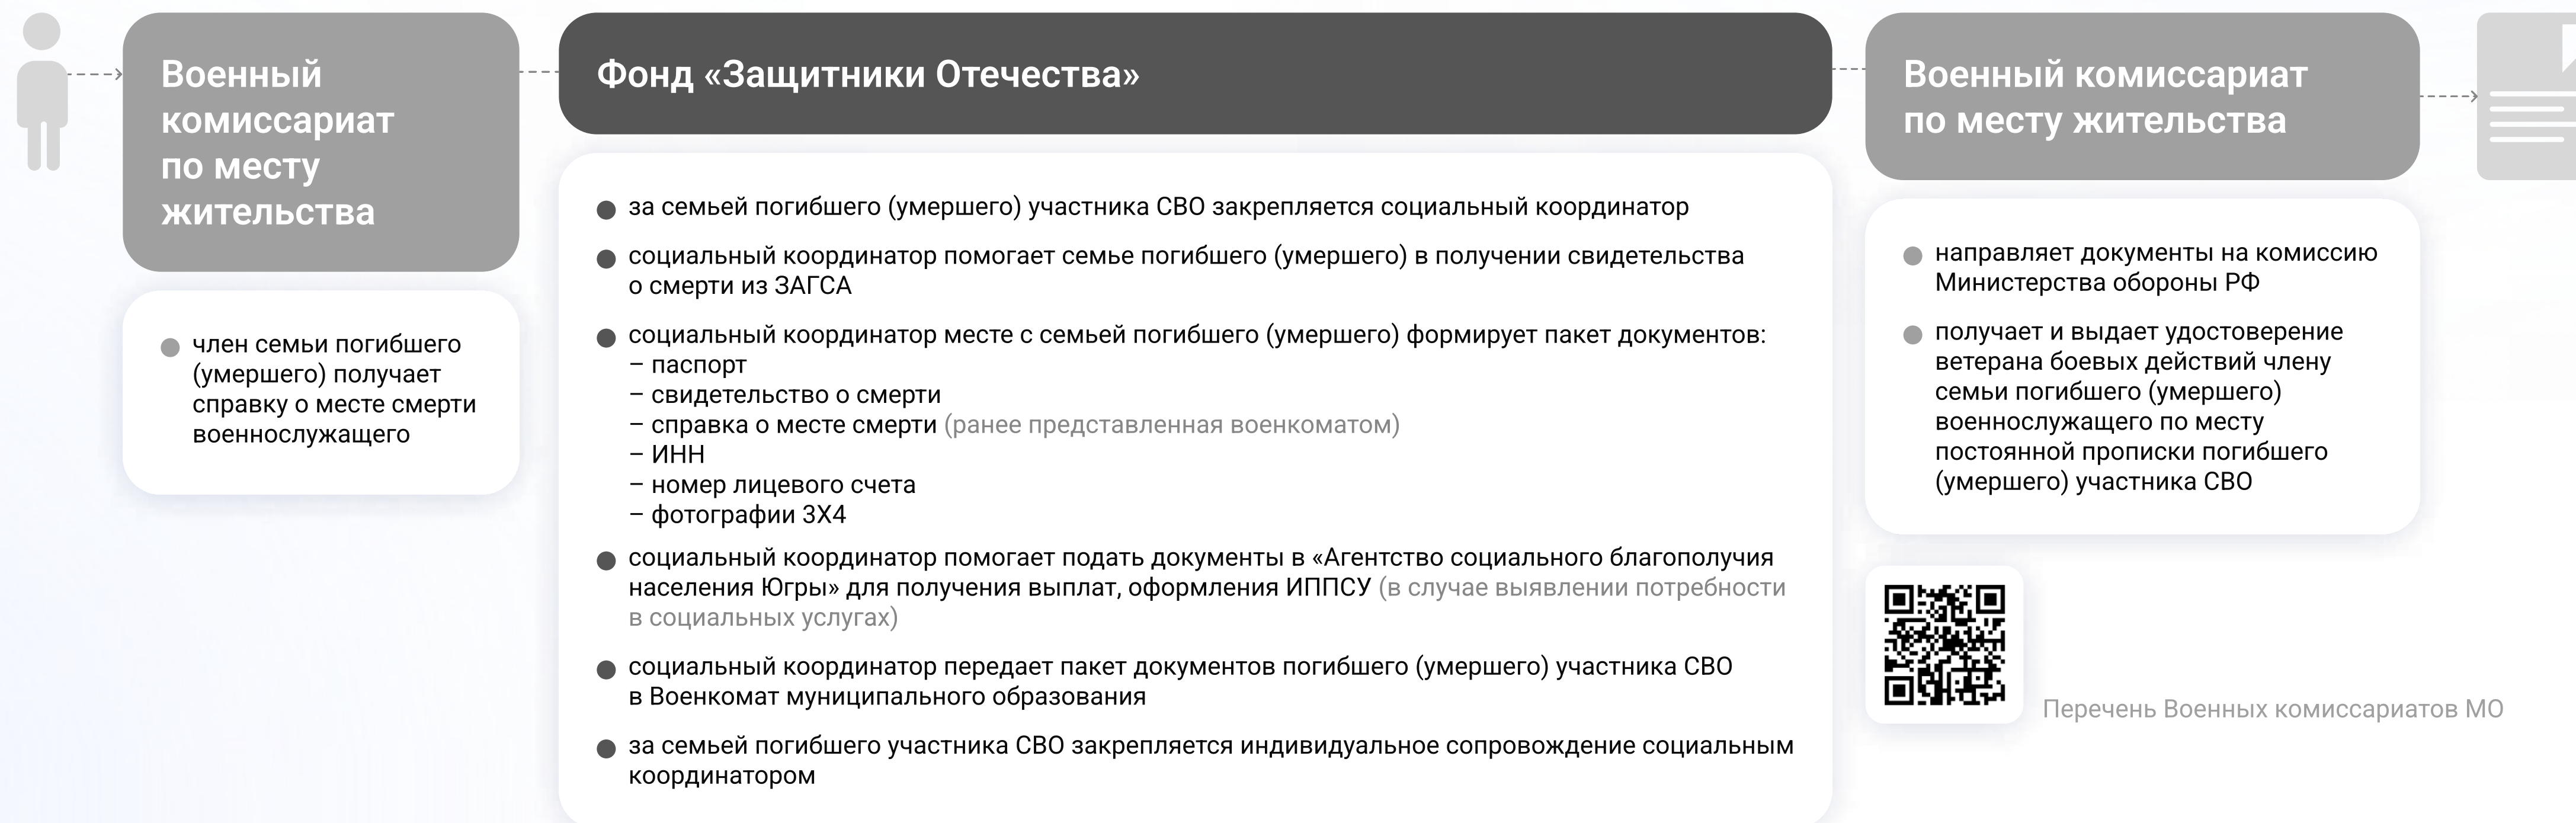 Военный
комиссариат
по месту
жительства
член семьи погибшего
(умершего) получает
справку о месте смерти
военнослужащего
Фонд «Защитники Отечества»
за семьей погибшего (умершего) участника СВО закрепляется социальный координатор
социальный координатор помогает семье погибшего (умершего) в получении свидетельства
о смерти из ЗАГСА
социальный координатор месте с семьей погибшего (умершего) формирует пакет документов:
– паспорт
– свидетельство о смерти
– справка о месте смерти (ранее представленная военкоматом)
– ИНН
– номер лицевого счета
– фотографии 3Х4
социальный координатор помогает подать документы в «Агентство социального благополучия
населения Югры» для получения выплат, оформления ИППСУ (в случае выявлении потребности
в социальных услугах)
социальный координатор передает пакет документов погибшего (умершего) участника СВО
в Военкомат муниципального образования
за семьей погибшего участника СВО закрепляется индивидуальное сопровождение социальным
координатором
Военный комиссариат
по месту жительства
направляет документы на комиссию
Министерства обороны РФ
получает и выдает удостоверение
ветерана боевых действий члену
семьи погибшего (умершего)
военнослужащего по месту
постоянной прописки погибшего
(умершего) участника СВО
Перечень Военных комиссариатов МО